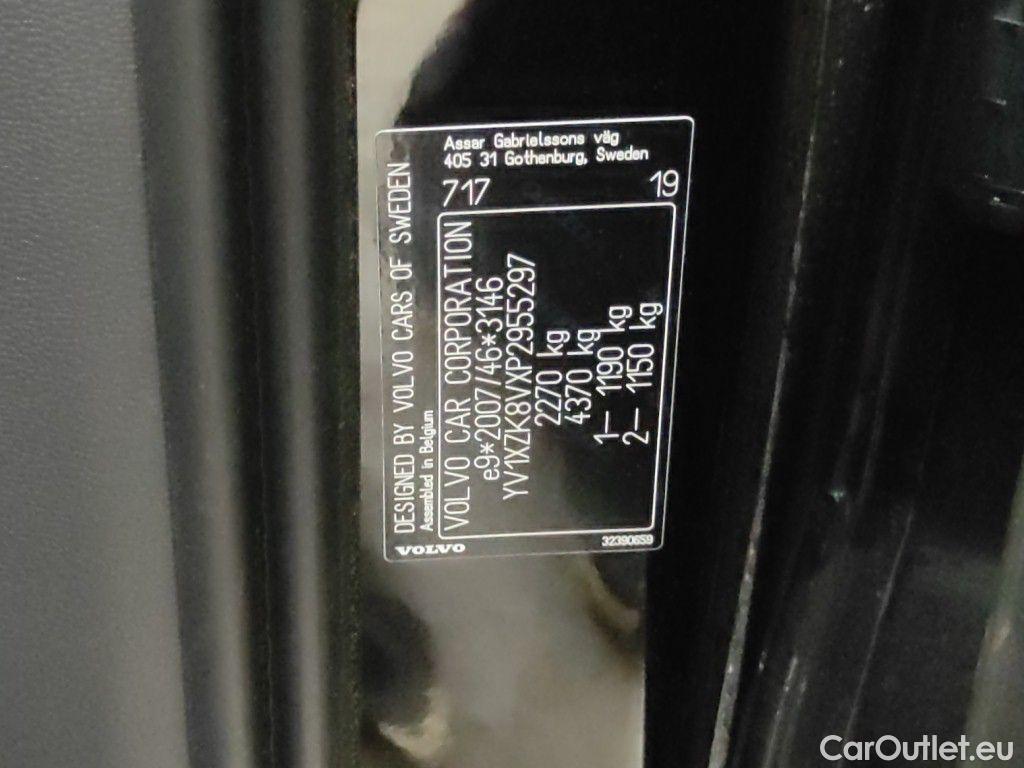 DESIGNED BY VOLVO CARS OF SWEDEN
Assembled in Belgium
Assar Gabrielssons väg
405 31 Gothenburg, Sweden
717
19
VOLVO CAR CORPORATION
e9*2007/46*3146
YV1XZK8VXP2955297
2270 kg
4370 kg
1– 1190 kg
2– 1150 kg
VOLVO
32390659
CarOutlet.eu